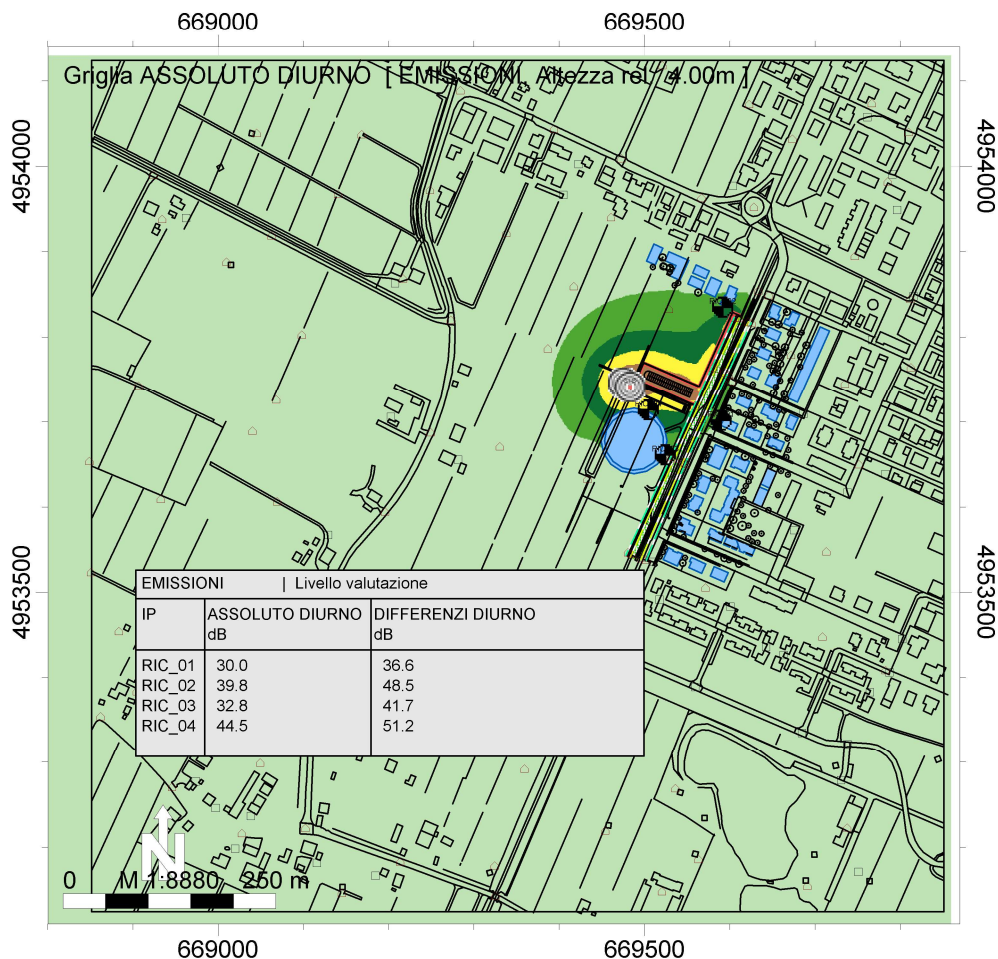 669000 669500
Griglia ASSOLUTO DIURNO [ EMISSIONI, Altezza rel. 4.00m ]
4954000 4954000
4953500 4953500
EMISSIONI | Livello valutazione
IP ASSOLUTO DIURNO DIFFERENZI DIURNO
dB dB
RIC_01 30.0 36.6
RIC_02 39.8 48.5
RIC_03 32.8 41.7
RIC_04 44.5 51.2
N
0 M 1:8880 250 m
669000 669500